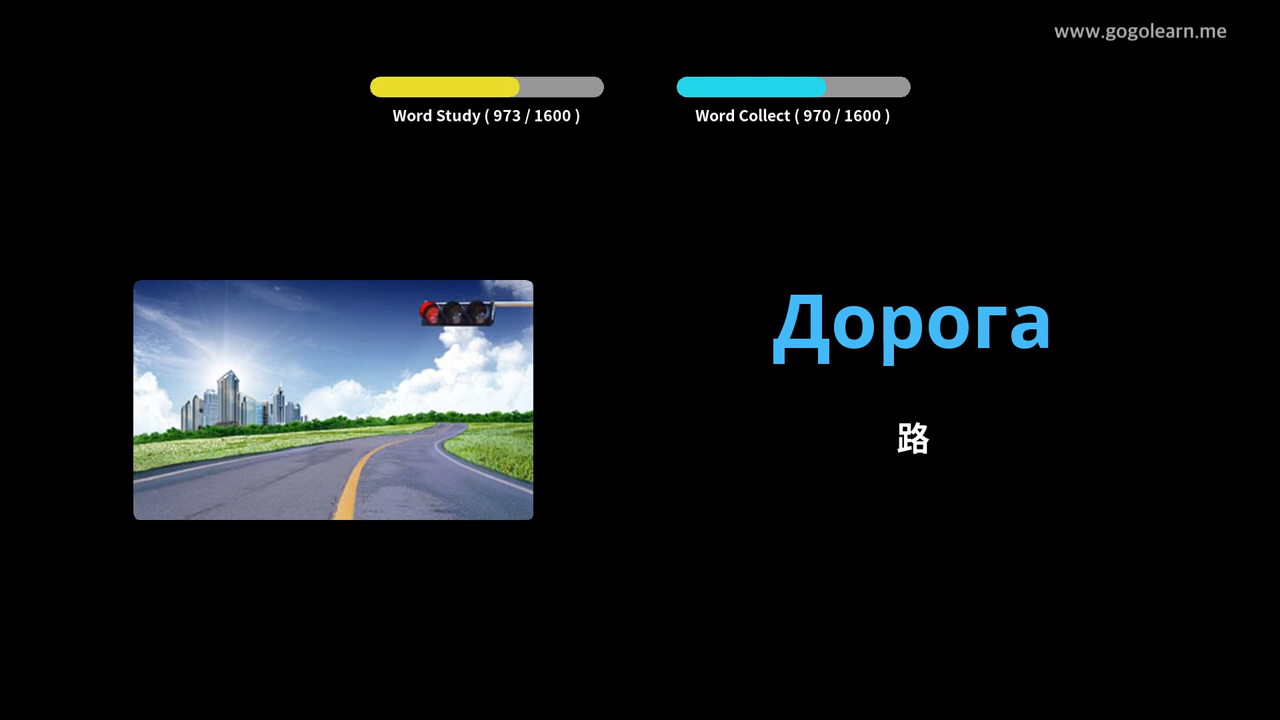 www.gogolearn.me
Word Study ( 973 / 1600 )
Word Collect ( 970 / 1600 )
Дорога
路